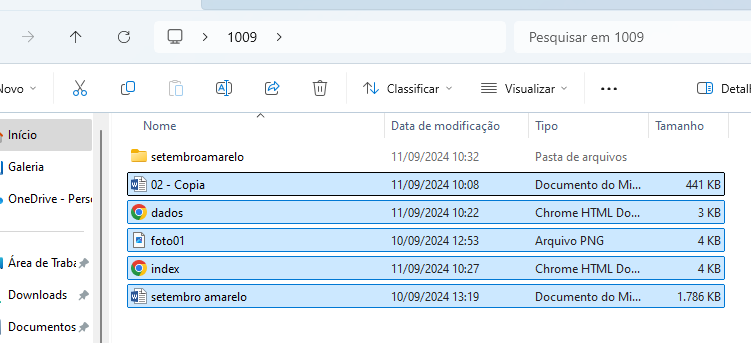 1009
Pesquisar em 1009
Novo
Classificar
Visualizar
Nome Data de modificação Tipo Tamanho
Início
Galeria
OneDrive - Pers
Área de Traba
Downloads
Documentos
setembroamarelo 11/09/2024 10:32 Pasta de arquivos
02 - Copia 11/09/2024 10:08 Documento do Mi... 441 KB
dados 11/09/2024 10:22 Chrome HTML Do... 3 KB
foto01 10/09/2024 12:53 Arquivo PNG 4 KB
index 11/09/2024 10:27 Chrome HTML Do... 4 KB
setembro amarelo 10/09/2024 13:19 Documento do Mi... 1.786 KB